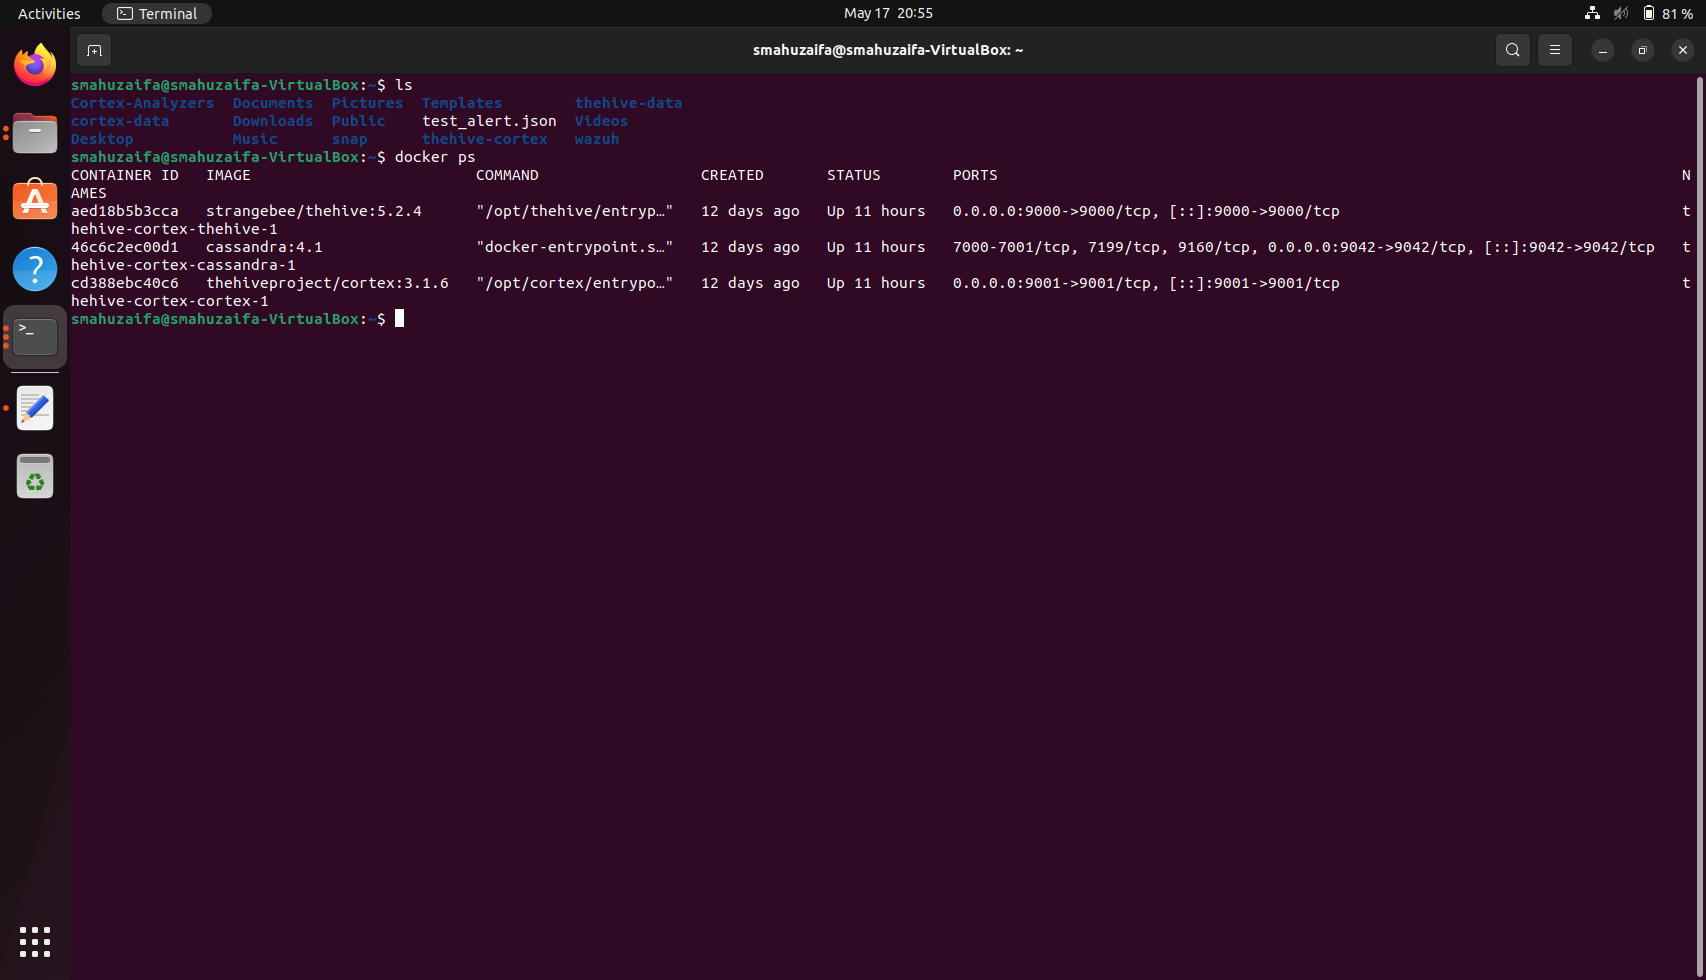 Activities
Terminal
May 17 20:55
81 %
smahuzaifa@smahuzaifa-VirtualBox: ~
smahuzaifa@smahuzaifa-VirtualBox:~$ ls
Cortex-Analyzers  Documents  Pictures  Templates        thehive-data
cortex-data       Downloads  Public    test_alert.json  Videos
Desktop           Music      snap      thehive-cortex   wazuh
smahuzaifa@smahuzaifa-VirtualBox:~$ docker ps
CONTAINER ID   IMAGE                         COMMAND                  CREATED       STATUS        PORTS                                                                            N
AMES
aed18b5b3cca   strangebee/thehive:5.2.4      "/opt/thehive/entryp…"   12 days ago   Up 11 hours   0.0.0.0:9000->9000/tcp, [::]:9000->9000/tcp                                      t
hehive-cortex-thehive-1
46c6c2ec00d1   cassandra:4.1                 "docker-entrypoint.s…"   12 days ago   Up 11 hours   7000-7001/tcp, 7199/tcp, 9160/tcp, 0.0.0.0:9042->9042/tcp, [::]:9042->9042/tcp   t
hehive-cortex-cassandra-1
cd388ebc40c6   thehiveproject/cortex:3.1.6   "/opt/cortex/entrypo…"   12 days ago   Up 11 hours   0.0.0.0:9001->9001/tcp, [::]:9001->9001/tcp                                      t
hehive-cortex-cortex-1
smahuzaifa@smahuzaifa-VirtualBox:~$